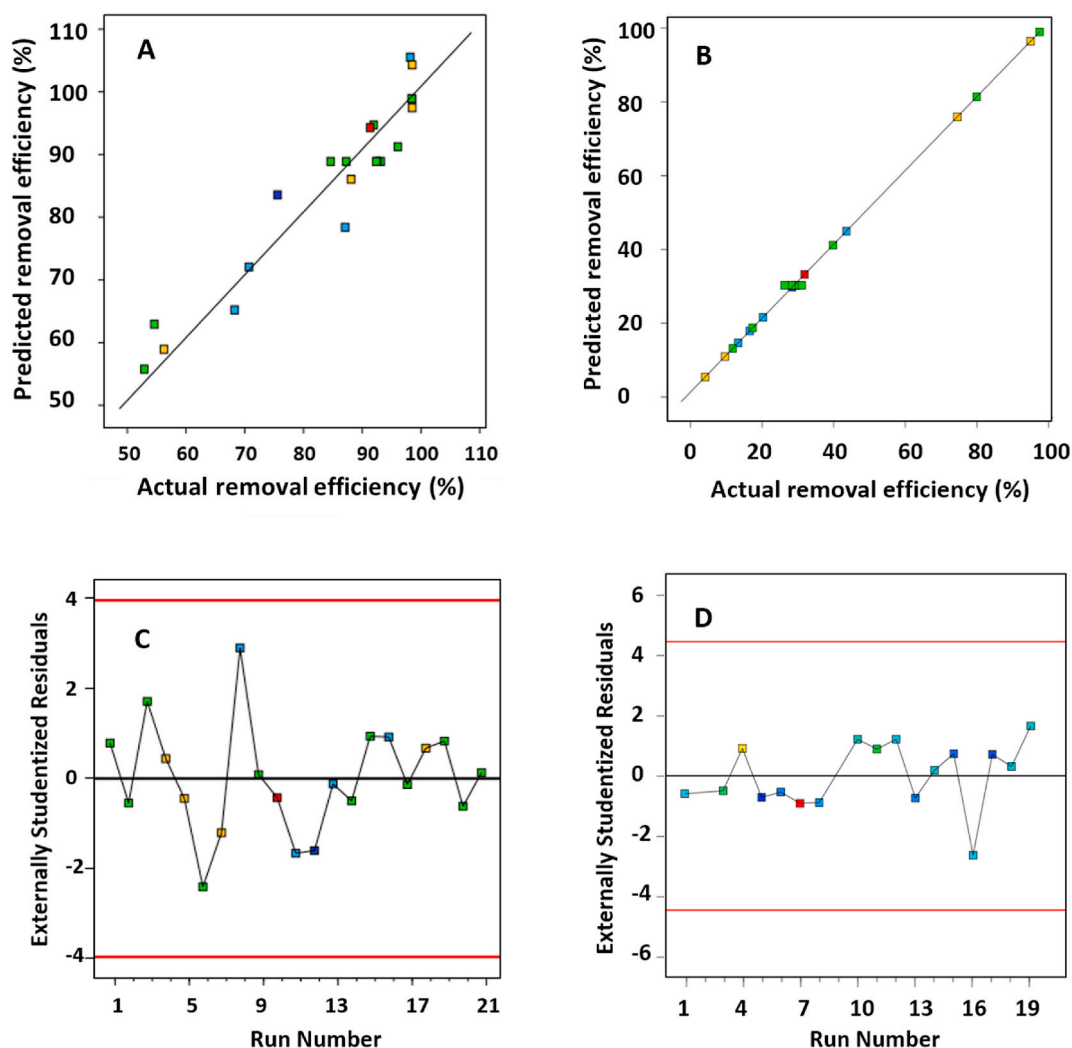 A
Predicted removal efficiency (%)
110
100
90
80
70
60
50
50 60 70 80 90 100 110
Actual removal efficiency (%)
B
Predicted removal efficiency (%)
100
80
60
40
20
0
0 20 40 60 80 100
Actual removal efficiency (%)
C
Externally Studentized Residuals
4
2
0
-2
-4
1 5 9 13 17 21
Run Number
D
Externally Studentized Residuals
6
4
2
0
-2
-4
-6
1 4 7 10 13 16 19
Run Number